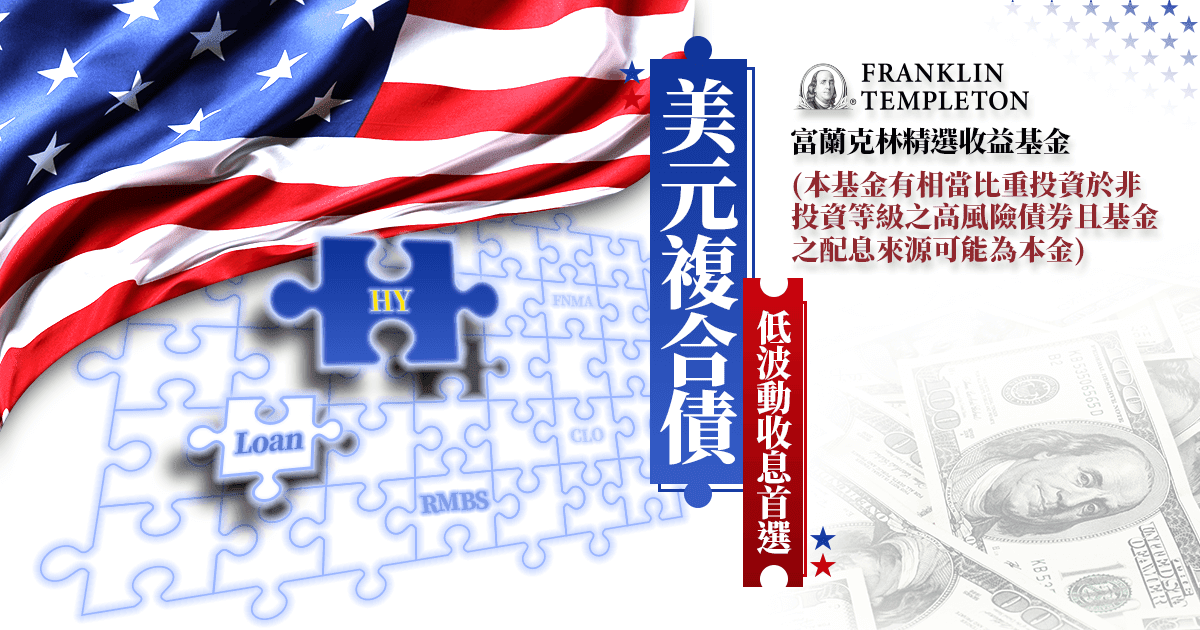 美元複合債
低波動收息首選
FRANKLIN
TEMPLETON
富蘭克林精選收益基金
(本基金有相當比重投資於非
投資等級之高風險債券且基金
之配息來源可能為本金)
HY
FNMA
Loan
CLO
RMBS
100